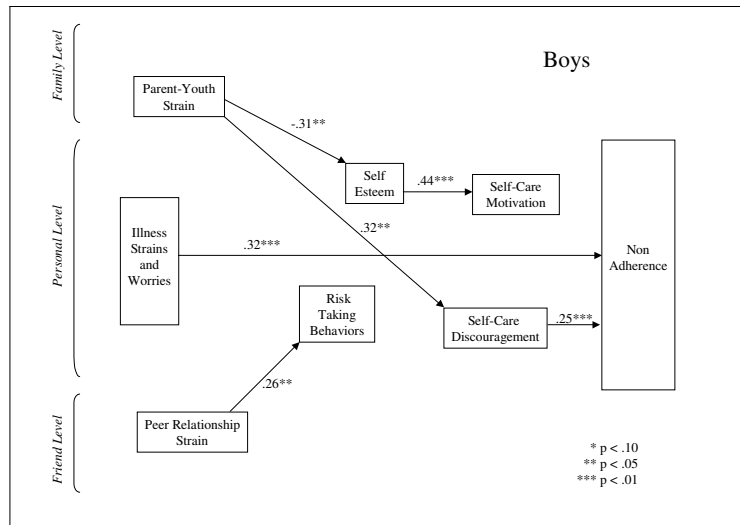 Boys
Family Level
Parent-Youth
Strain
-.31**
Personal Level
Self
Esteem
.44***
Self-Care
Motivation
Illness
Strains
and
Worries
.32***
.32**
Non
Adherence
Risk
Taking
Behaviors
Self-Care
Discouragement
.25***
.26**
Friend Level
Peer Relationship
Strain
* p < .10
** p < .05
*** p < .01